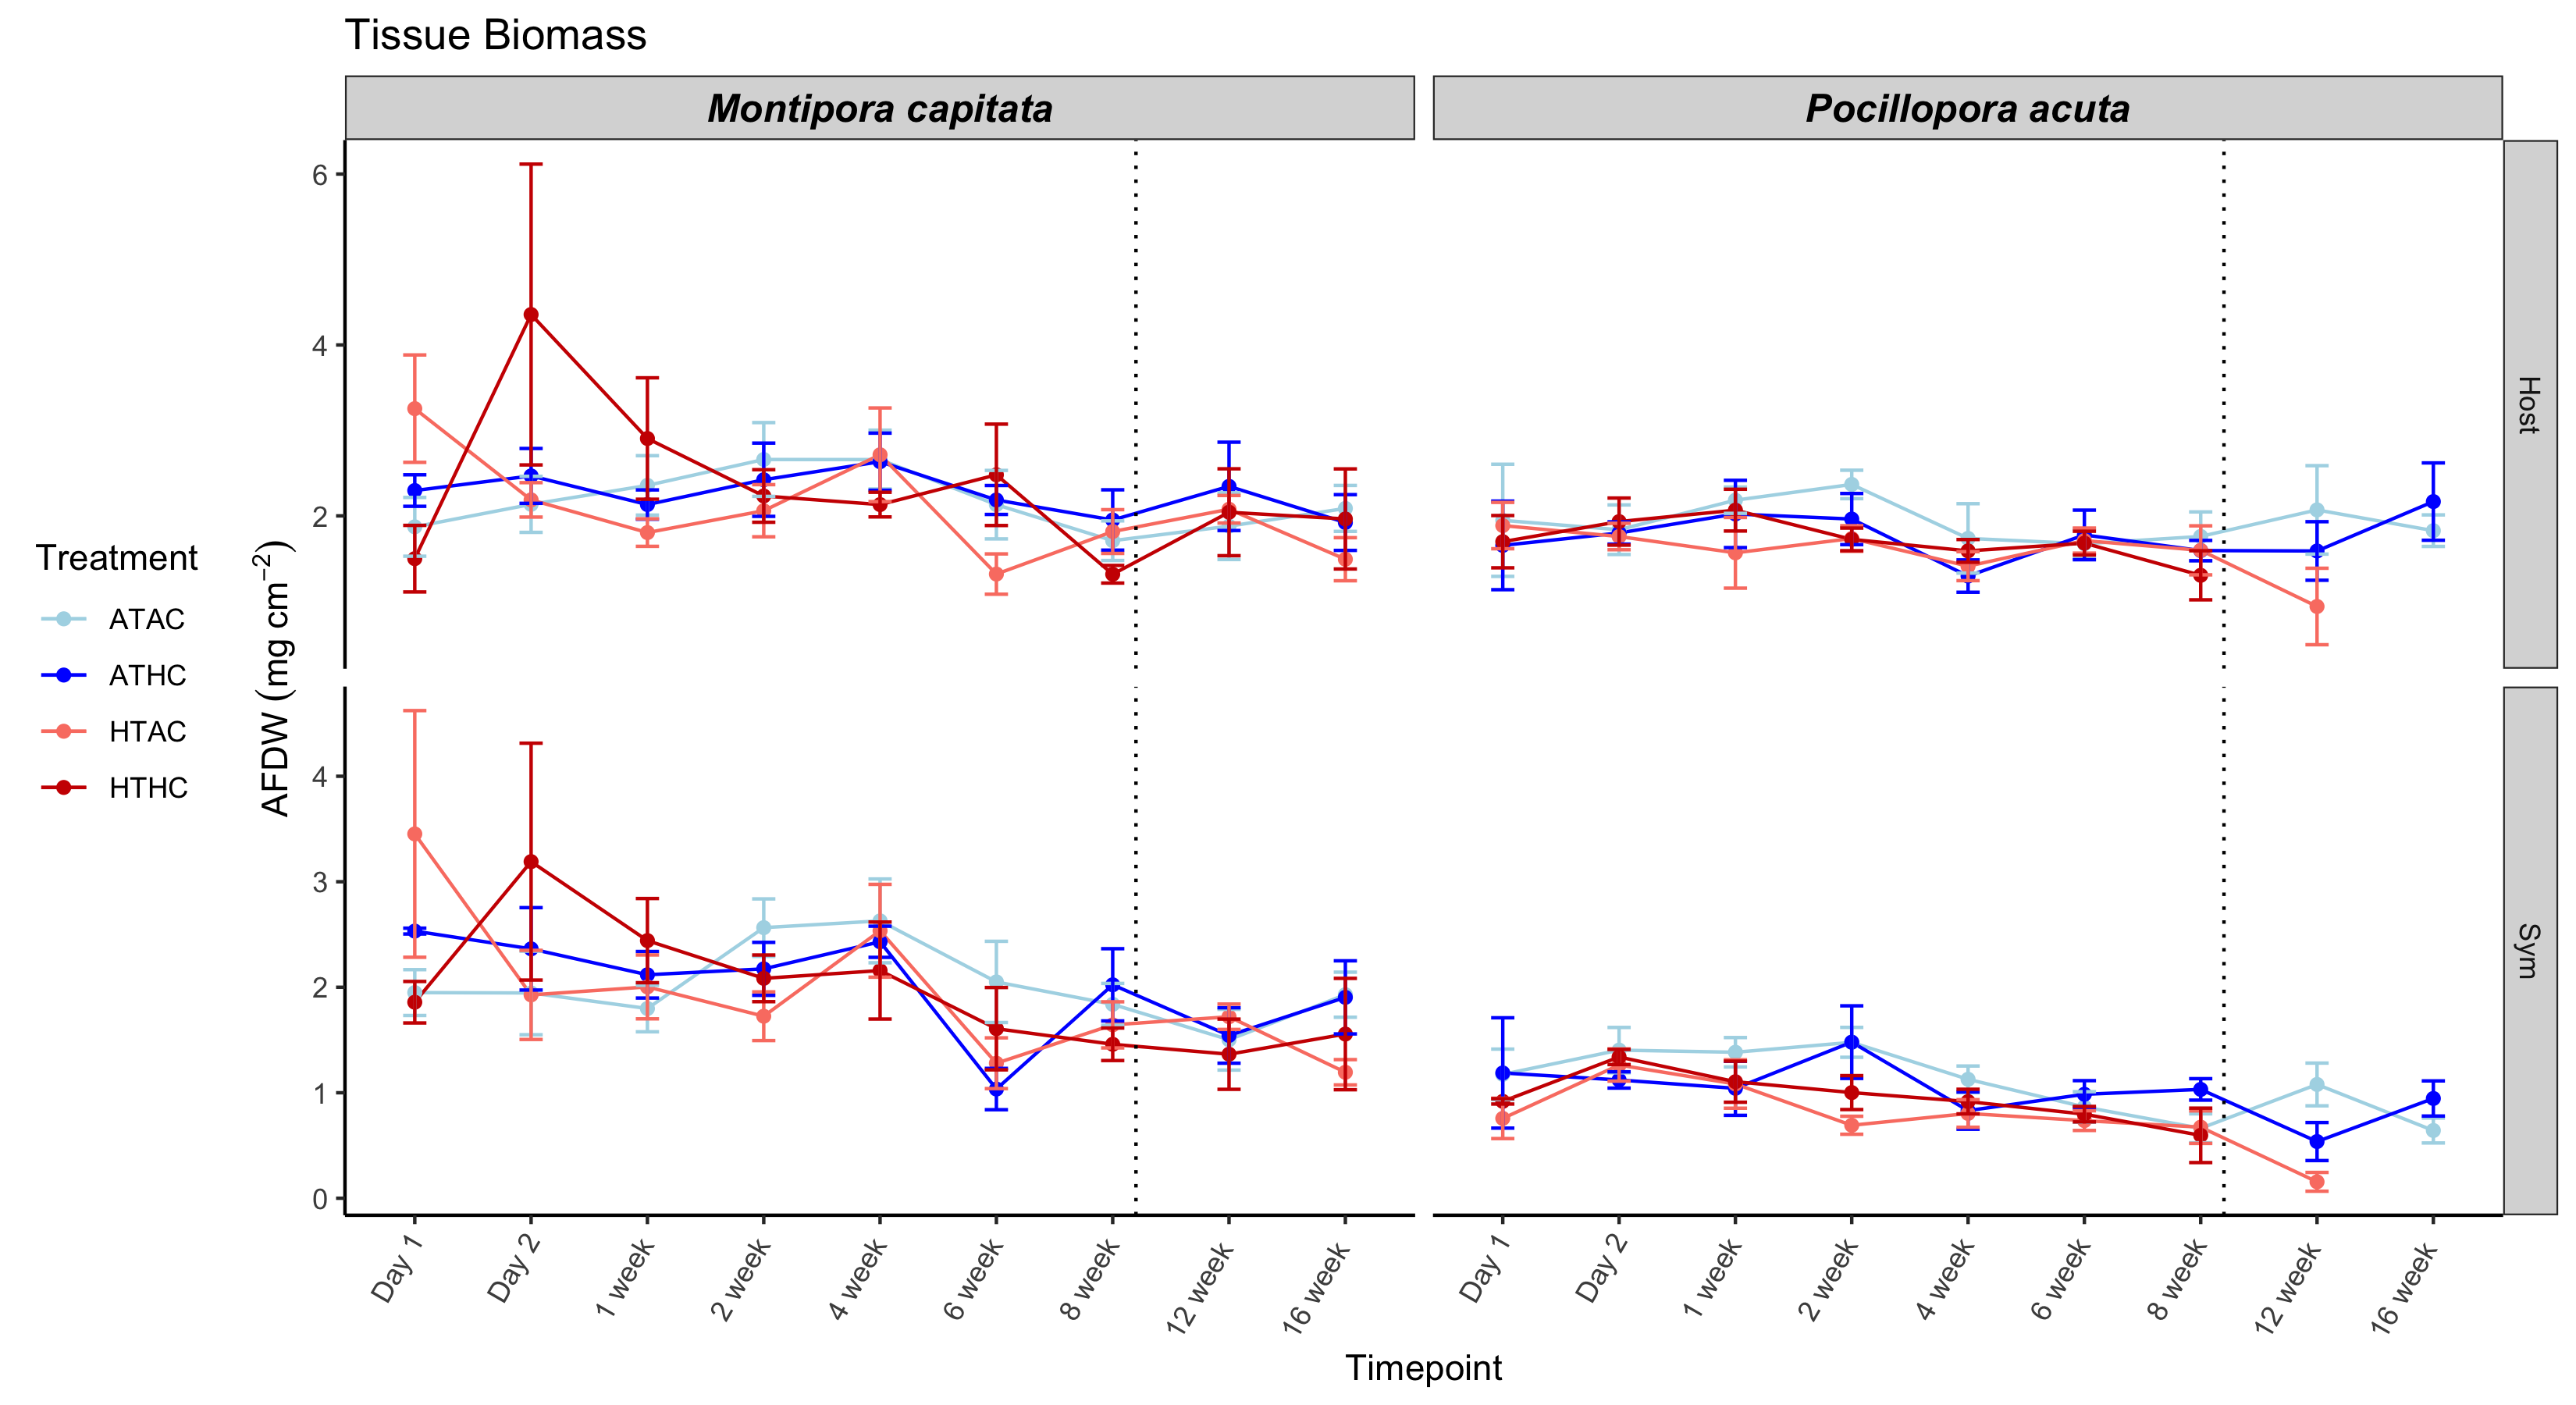 Tissue Biomass
Montipora capitata
Pocillopora acuta
6
4
2
Host
Treatment
ATAC
ATHC
HTAC
HTHC
AFDW (mg cm⁻²)
4
3
2
1
0
Sym
Day 1
Day 2
1 week
2 week
4 week
6 week
8 week
12 week
16 week
Day 1
Day 2
1 week
2 week
4 week
6 week
8 week
12 week
16 week
Timepoint